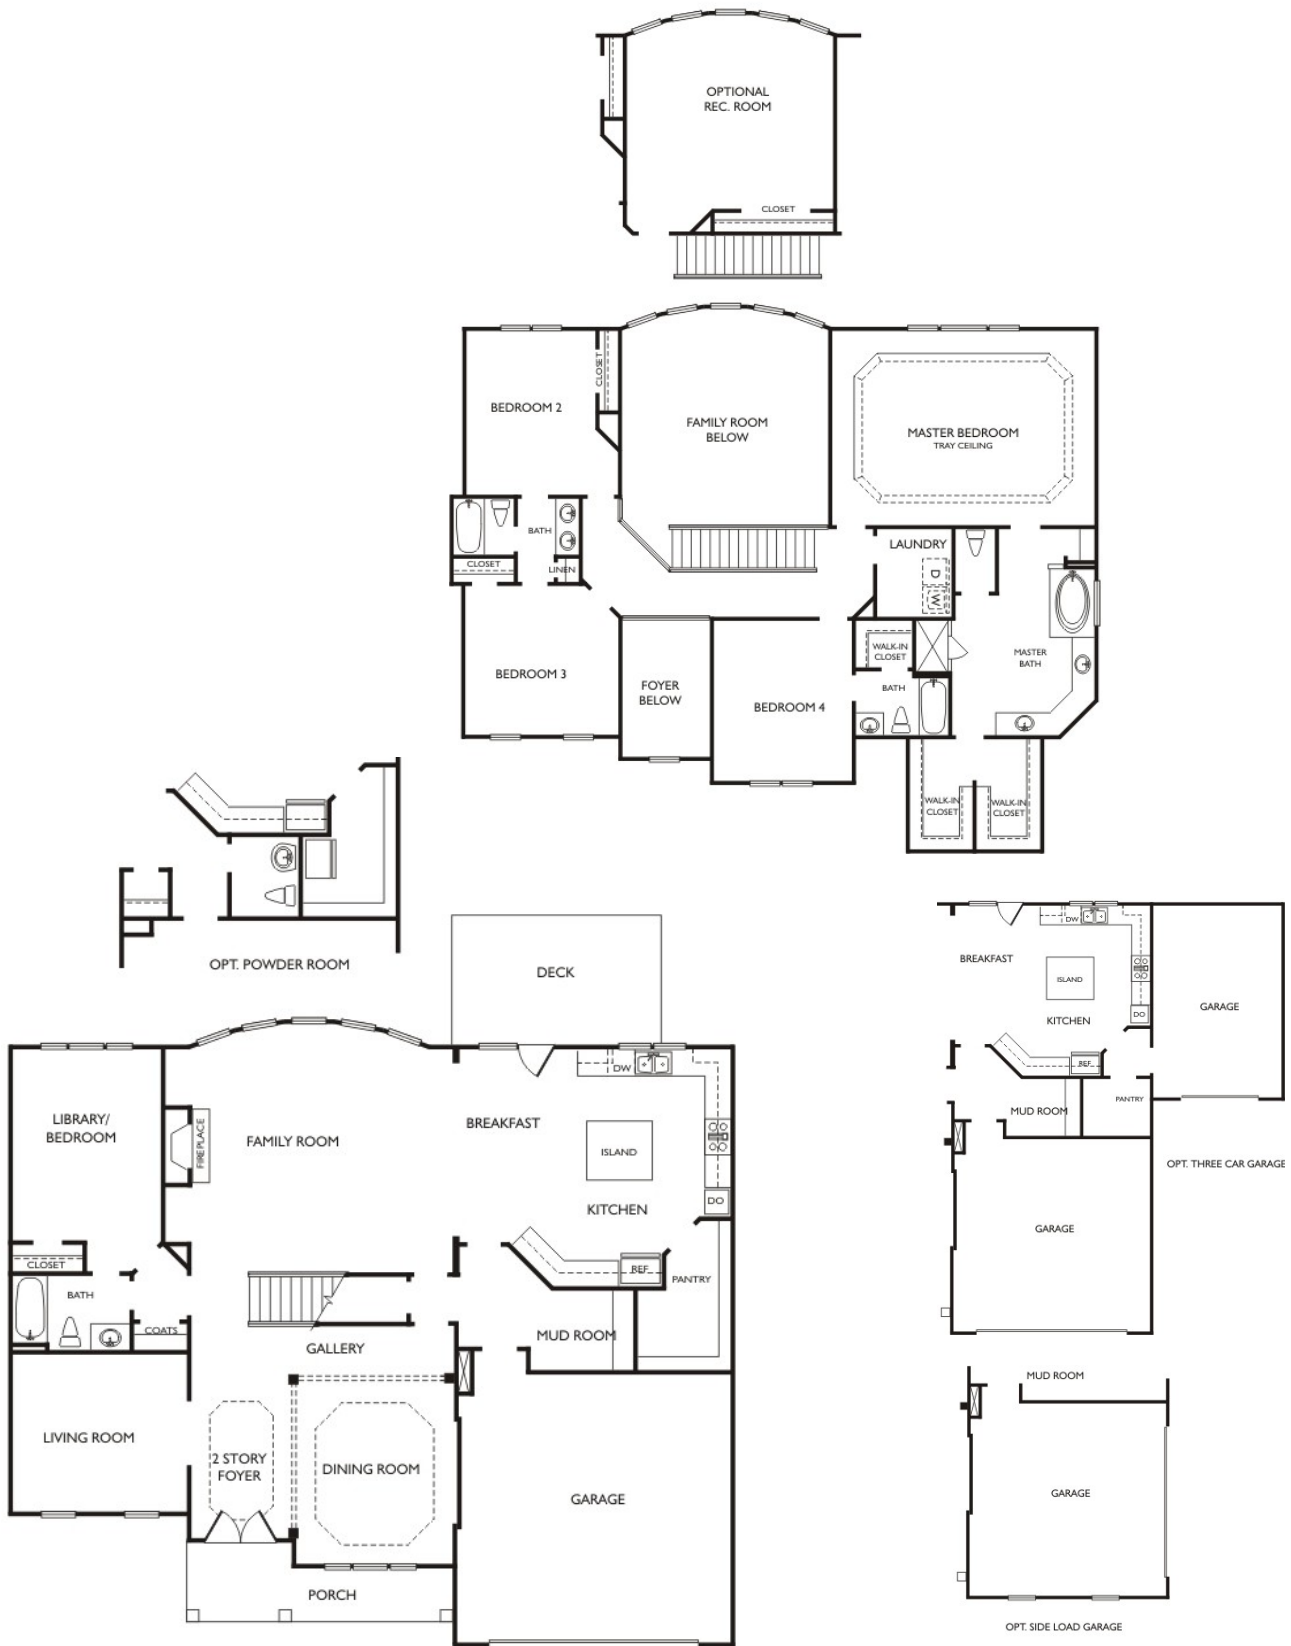 OPTIONAL
REC. ROOM
CLOSET
CLOSET
BEDROOM 2
FAMILY ROOM
BELOW
MASTER BEDROOM
TRAY CEILING
BATH
LAUNDRY
CLOSET
LINEN
D
W
WALK-IN
CLOSET
MASTER
BATH
BEDROOM 3
FOYER
BELOW
BATH
BEDROOM 4
WALK-IN
CLOSET
WALK-IN
CLOSET
OPT. POWDER ROOM
DECK
DW
BREAKFAST
ISLAND
GARAGE
KITCHEN
DO
REF.
PANTRY
MUD ROOM
OPT. THREE CAR GARAGE
GARAGE
LIBRARY/
BEDROOM
FIREPLACE
FAMILY ROOM
BREAKFAST
DW
ISLAND
DO
KITCHEN
CLOSET
REF.
PANTRY
BATH
COATS
MUD ROOM
GALLERY
LIVING ROOM
2 STORY
FOYER
DINING ROOM
GARAGE
PORCH
MUD ROOM
GARAGE
OPT. SIDE LOAD GARAGE